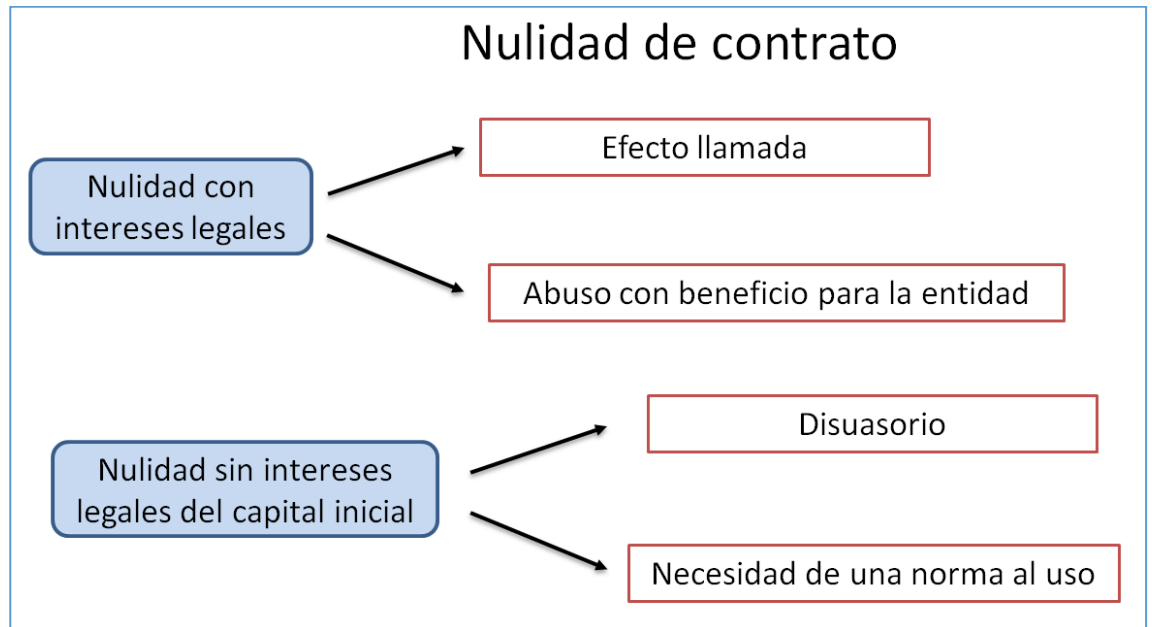 Nulidad de contrato
Efecto llamada
Nulidad con
intereses legales
Abuso con beneficio para la entidad
Disuasorio
Nulidad sin intereses
legales del capital inicial
Necesidad de una norma al uso